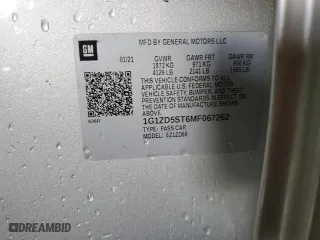 GM
MFD BY GENERAL MOTORS LLC
01/21
GVWR GAWR FRT GAWR RR
1872 KG 971 KG 900 KG
4126 LB 2141 LB 1985 LB
THIS VEHICLE CONFORMS TO ALL
APPLICABLE U.S. FEDERAL MOTOR
VEHICLE SAFETY, BUMPER, AND
THEFT PREVENTION STANDARDS IN
EFFECT ON THE DATE OF
MANUFACTURE SHOWN
ABOVE.
1G1ZD5ST6MF067262
TYPE: PASS CAR
MODEL:
DREAMBID